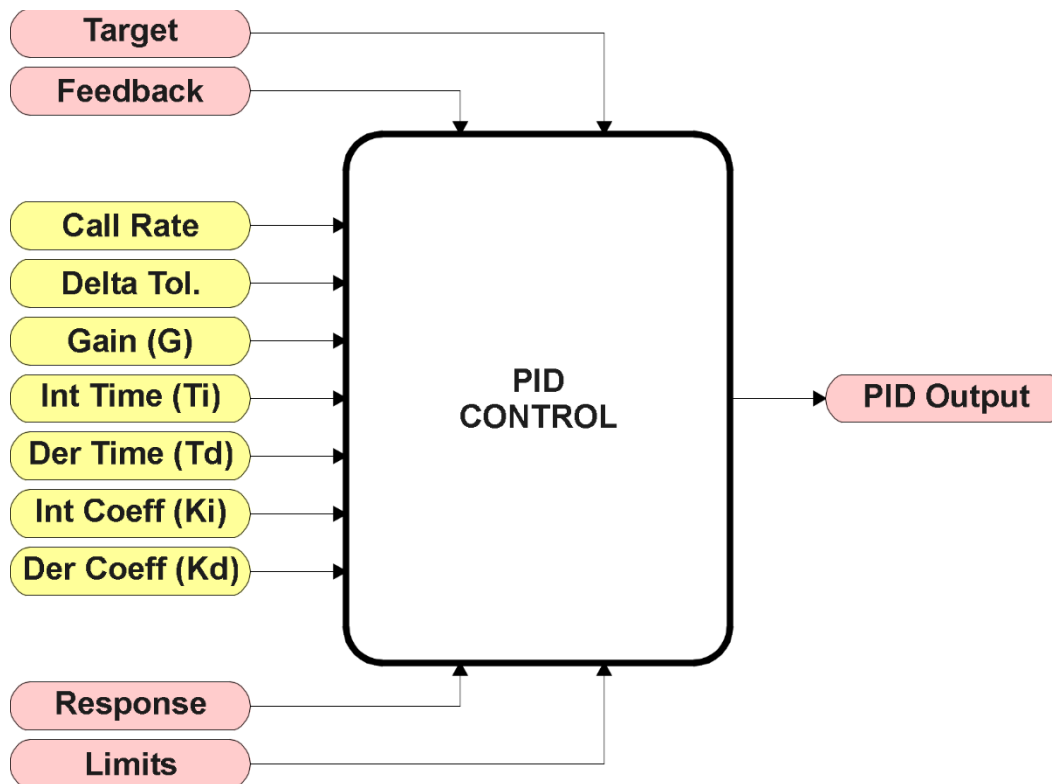 Target
Feedback
Call Rate
Delta Tol.
Gain (G)
Int Time (Ti)
Der Time (Td)
Int Coeff (Ki)
Der Coeff (Kd)
PID
CONTROL
PID Output
Response
Limits